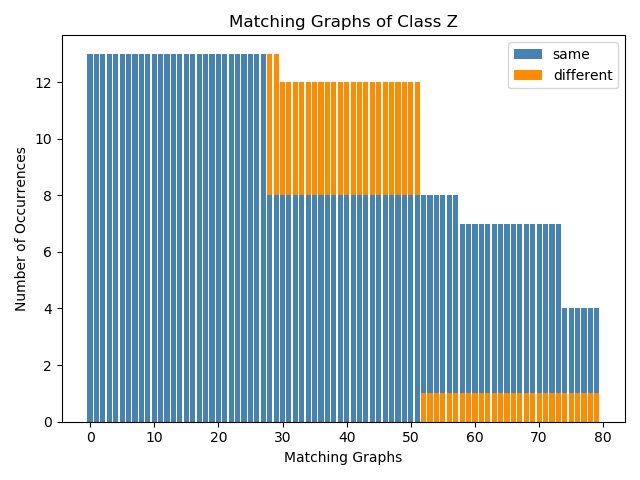 Matching Graphs of Class Z
same
different
Number of Occurrences
12
10
8
6
4
2
0
0 10 20 30 40 50 60 70 80
Matching Graphs